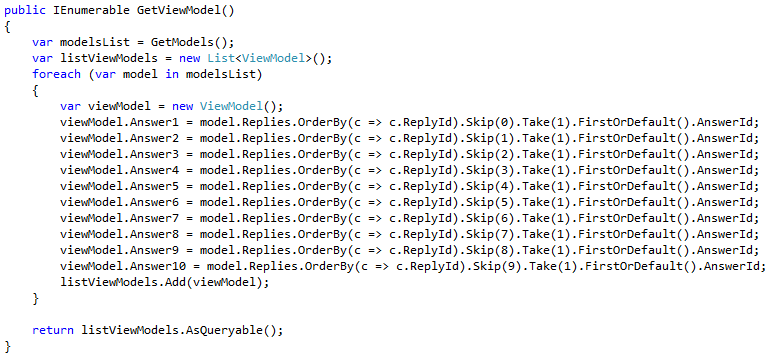 public IEnumerable GetViewModel()
{
    var modelsList = GetModels();
    var listViewModels = new List<ViewModel>();
    foreach (var model in modelsList)
    {
        var viewModel = new ViewModel();
        viewModel.Answer1 = model.Replies.OrderBy(c => c.ReplyId).Skip(0).Take(1).FirstOrDefault().AnswerId;
        viewModel.Answer2 = model.Replies.OrderBy(c => c.ReplyId).Skip(1).Take(1).FirstOrDefault().AnswerId;
        viewModel.Answer3 = model.Replies.OrderBy(c => c.ReplyId).Skip(2).Take(1).FirstOrDefault().AnswerId;
        viewModel.Answer4 = model.Replies.OrderBy(c => c.ReplyId).Skip(3).Take(1).FirstOrDefault().AnswerId;
        viewModel.Answer5 = model.Replies.OrderBy(c => c.ReplyId).Skip(4).Take(1).FirstOrDefault().AnswerId;
        viewModel.Answer6 = model.Replies.OrderBy(c => c.ReplyId).Skip(5).Take(1).FirstOrDefault().AnswerId;
        viewModel.Answer7 = model.Replies.OrderBy(c => c.ReplyId).Skip(6).Take(1).FirstOrDefault().AnswerId;
        viewModel.Answer8 = model.Replies.OrderBy(c => c.ReplyId).Skip(7).Take(1).FirstOrDefault().AnswerId;
        viewModel.Answer9 = model.Replies.OrderBy(c => c.ReplyId).Skip(8).Take(1).FirstOrDefault().AnswerId;
        viewModel.Answer10 = model.Replies.OrderBy(c => c.ReplyId).Skip(9).Take(1).FirstOrDefault().AnswerId;
        listViewModels.Add(viewModel);
    }

    return listViewModels.AsQueryable();
}